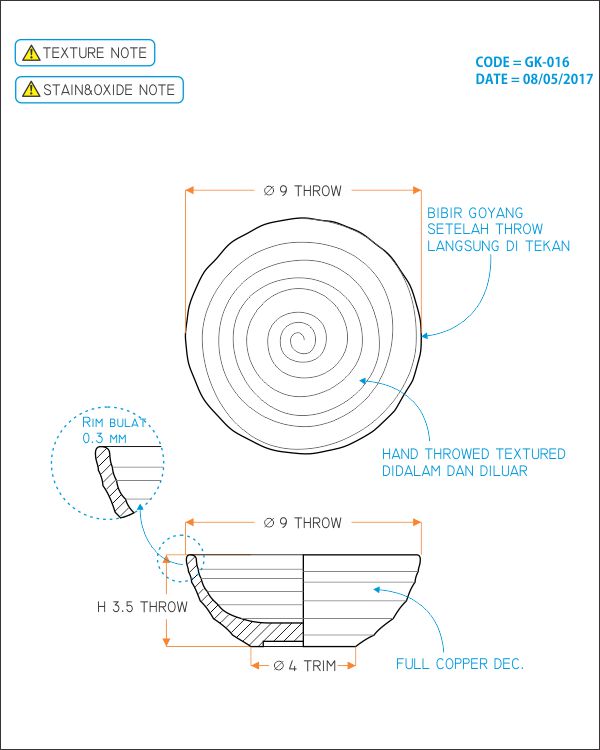 TEXTURE NOTE
STAIN&OXIDE NOTE
CODE = GK-016
DATE = 08/05/2017
Ø 9 THROW
BIBIR GOYANG
SETELAH THROW
LANGSUNG DI TEKAN
RIM BULAT
0.3 MM
HAND THROWED TEXTURED
DIDALAM DAN DILUAR
Ø 9 THROW
H 3.5 THROW
Ø 4 TRIM
FULL COPPER DEC.